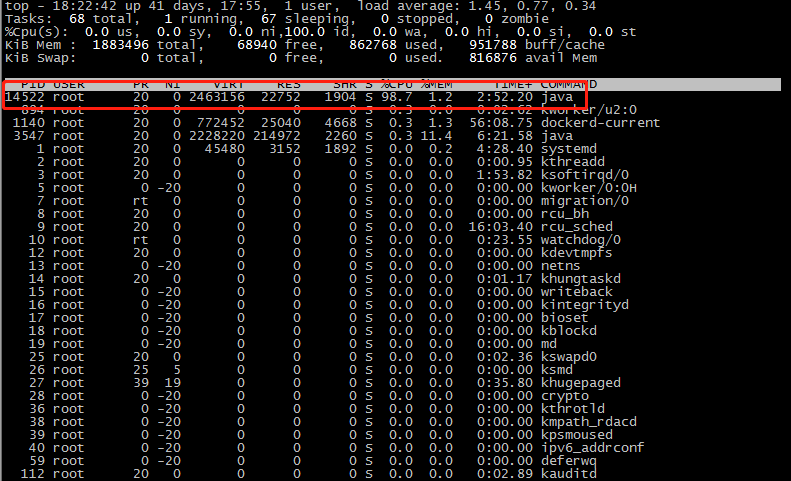 top - 18:22:42 up 41 days, 17:55,  1 user,  load average: 1.45, 0.77, 0.34
Tasks:  68 total,   1 running,  67 sleeping,   0 stopped,   0 zombie
%Cpu(s):  0.0 us,  0.0 sy,  0.0 ni,100.0 id,  0.0 wa,  0.0 hi,  0.0 si,  0.0 st
KiB Mem :  1883496 total,    68940 free,   862768 used,   951788 buff/cache
KiB Swap:        0 total,        0 free,        0 used.   816876 avail Mem
PID USER      PR  NI    VIRT    RES    SHR S %CPU %MEM     TIME+ COMMAND
14522 root      20   0 2463156  22752   1904 S 98.7  1.2   2:52.20 java
894 root      20   0       0      0      0 S  0.3  0.0   6:02.62 kworker/u2:0
1140 root      20   0  772452  25040   4668 S  0.3  1.3  56:08.75 dockerd-current
3547 root      20   0 2228220 214972   2260 S  0.3 11.4   6:21.58 java
1 root      20   0   45480   3152   1892 S  0.0  0.2   4:28.40 systemd
2 root      20   0       0      0      0 S  0.0  0.0   0:00.95 kthreadd
3 root      20   0       0      0      0 S  0.0  0.0   1:53.82 ksoftirqd/0
5 root       0 -20       0      0      0 S  0.0  0.0   0:00.00 kworker/0:0H
7 root      rt   0       0      0      0 S  0.0  0.0   0:00.00 migration/0
8 root      20   0       0      0      0 S  0.0  0.0   0:00.00 rcu_bh
9 root      20   0       0      0      0 S  0.0  0.0  16:03.40 rcu_sched
10 root      rt   0       0      0      0 S  0.0  0.0   0:23.55 watchdog/0
12 root      20   0       0      0      0 S  0.0  0.0   0:00.00 kdevtmpfs
13 root       0 -20       0      0      0 S  0.0  0.0   0:00.00 netns
14 root      20   0       0      0      0 S  0.0  0.0   0:01.17 khungtaskd
15 root       0 -20       0      0      0 S  0.0  0.0   0:00.00 writeback
16 root       0 -20       0      0      0 S  0.0  0.0   0:00.00 kintegrityd
17 root       0 -20       0      0      0 S  0.0  0.0   0:00.00 bioset
18 root       0 -20       0      0      0 S  0.0  0.0   0:00.00 kblockd
19 root       0 -20       0      0      0 S  0.0  0.0   0:00.00 md
25 root      20   0       0      0      0 S  0.0  0.0   0:02.36 kswapd0
26 root      25   5       0      0      0 S  0.0  0.0   0:00.00 ksmd
27 root      39  19       0      0      0 S  0.0  0.0   0:35.80 khugepaged
28 root       0 -20       0      0      0 S  0.0  0.0   0:00.00 crypto
36 root       0 -20       0      0      0 S  0.0  0.0   0:00.00 kthrotld
38 root       0 -20       0      0      0 S  0.0  0.0   0:00.00 kmpath_rdacd
39 root       0 -20       0      0      0 S  0.0  0.0   0:00.00 kpsmoused
40 root       0 -20       0      0      0 S  0.0  0.0   0:00.00 ipv6_addrconf
59 root       0 -20       0      0      0 S  0.0  0.0   0:00.00 deferwq
112 root      20   0       0      0      0 S  0.0  0.0   0:02.89 kauditd